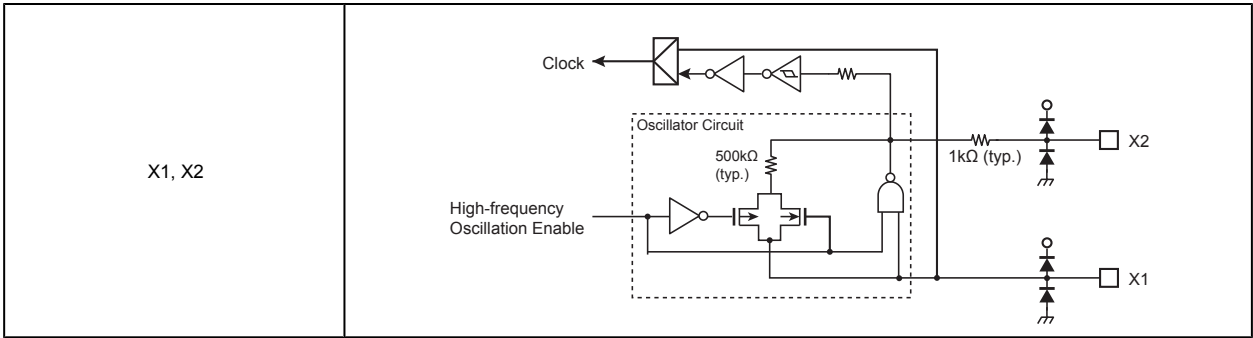 X1, X2
Clock
Oscillator Circuit
500kΩ
(typ.)
1kΩ (typ.)
X2
High-frequency
Oscillation Enable
X1